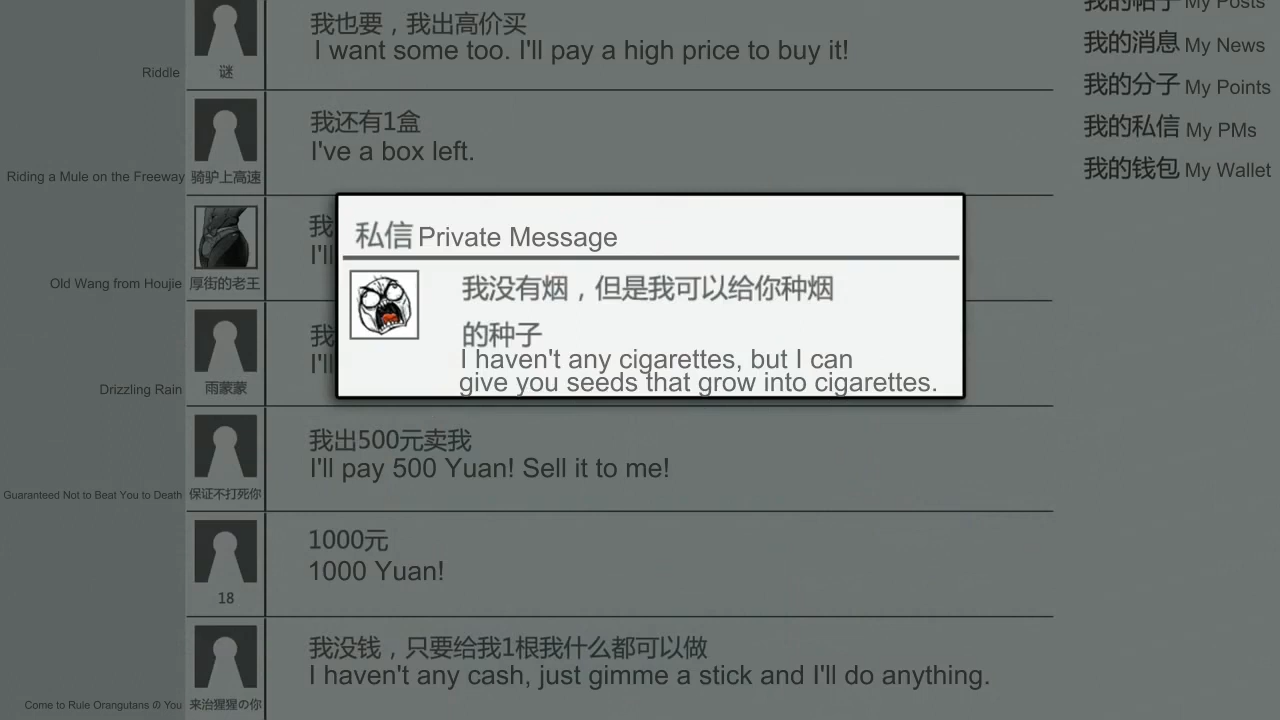 我的帖子 My Posts
我也要，我出高价买
I want some too. I'll pay a high price to buy it!
我的消息 My News
Riddle
谜
我的分子 My Points
我还有1盒
I've a box left.
我的私信 My PMs
Riding a Mule on the Freeway
骑驴上高速
我的钱包 My Wallet
我
I'll
Old Wang from Houjie
厚街的老王
私信 Private Message
我没有烟，但是我可以给你种烟
的种子
I haven't any cigarettes, but I can
give you seeds that grow into cigarettes.
我
I'll
Drizzling Rain
雨蒙蒙
我出500元卖我
I'll pay 500 Yuan! Sell it to me!
Guaranteed Not to Beat You to Death
保证不打死你
1000元
1000 Yuan!
18
我没钱，只要给我1根我什么都可以做
I haven't any cash, just gimme a stick and I'll do anything.
Come to Rule Orangutans の You
来治猩猩の你